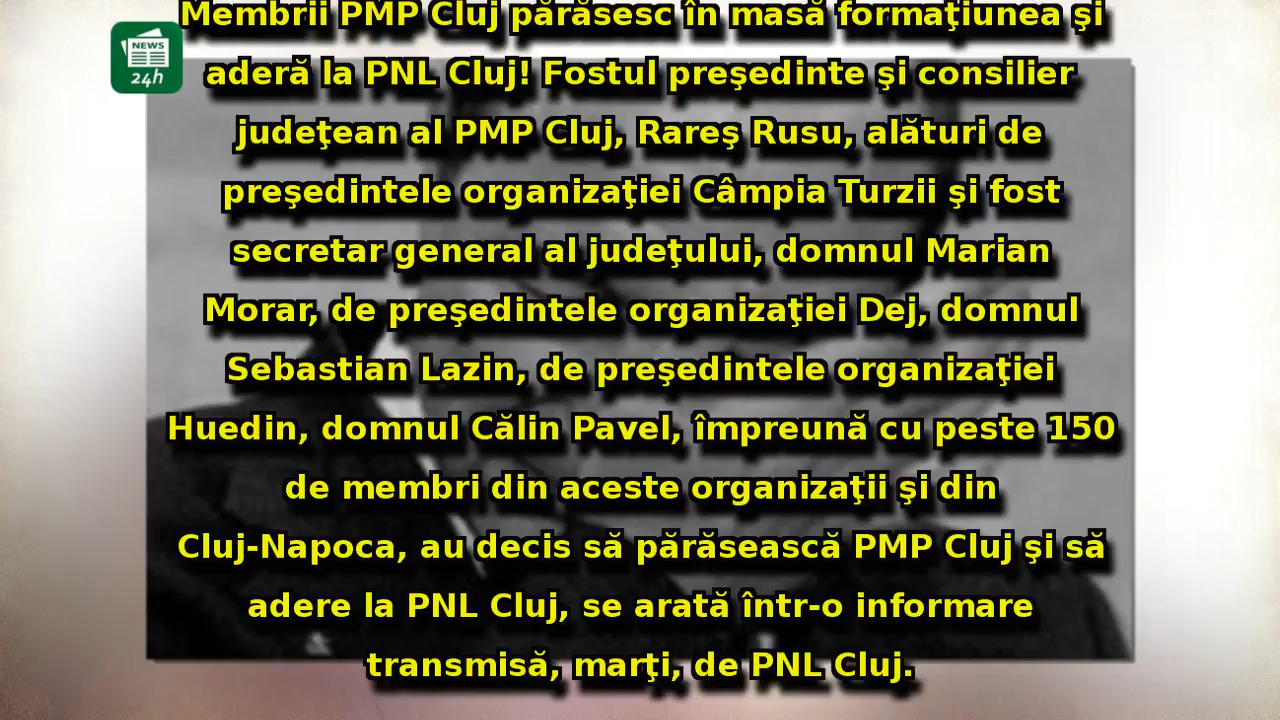 Membrii PMP Cluj părăsesc în masă formaţiunea şi
NEWS
24h
aderă la PNL Cluj! Fostul preşedinte şi consilier
judeţean al PMP Cluj, Rareş Rusu, alături de
preşedintele organizaţiei Câmpia Turzii şi fost
secretar general al judeţului, domnul Marian
Morar, de preşedintele organizaţiei Dej, domnul
Sebastian Lazin, de preşedintele organizaţiei
Huedin, domnul Călin Pavel, împreună cu peste 150
de membri din aceste organizaţii şi din
Cluj-Napoca, au decis să părăsească PMP Cluj şi să
adere la PNL Cluj, se arată într-o informare
transmisă, marţi, de PNL Cluj.